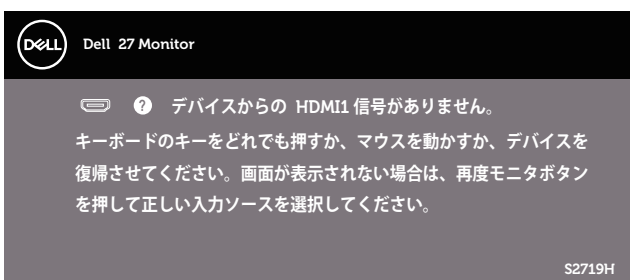 DELL Dell 27 Monitor
? デバイスからの HDMI1 信号がありません。
キーボードのキーをどれでも押すか、マウスを動かすか、デバイスを
復帰させてください。画面が表示されない場合は、再度モニタボタン
を押して正しい入力ソースを選択してください。
S2719H